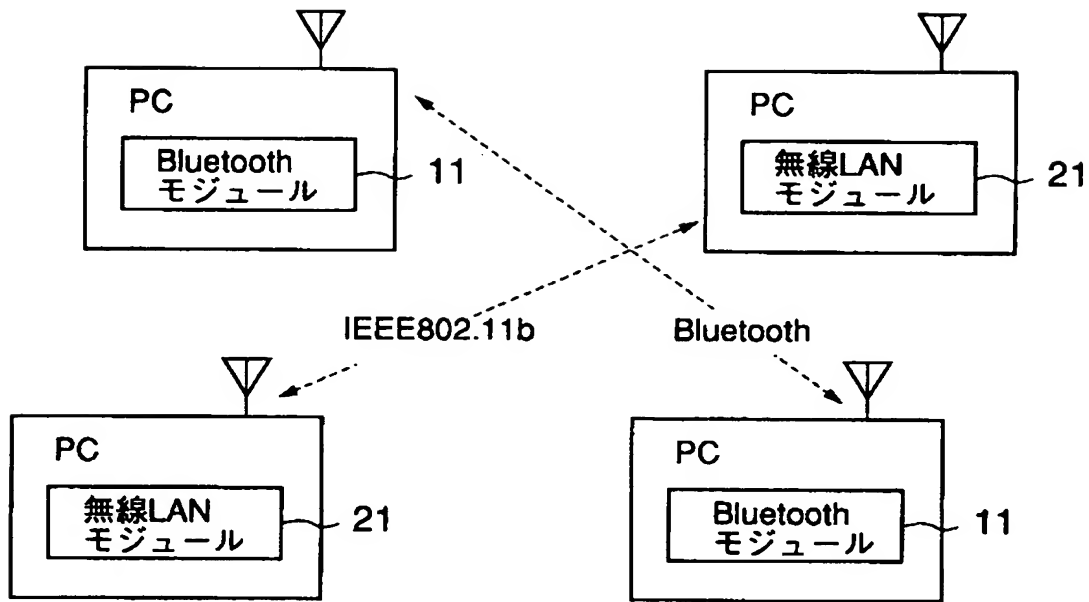 PC
Bluetooth
モジュール
11
PC
無線LAN
モジュール
21
IEEE802.11b
Bluetooth
PC
無線LAN
モジュール
21
PC
Bluetooth
モジュール
11